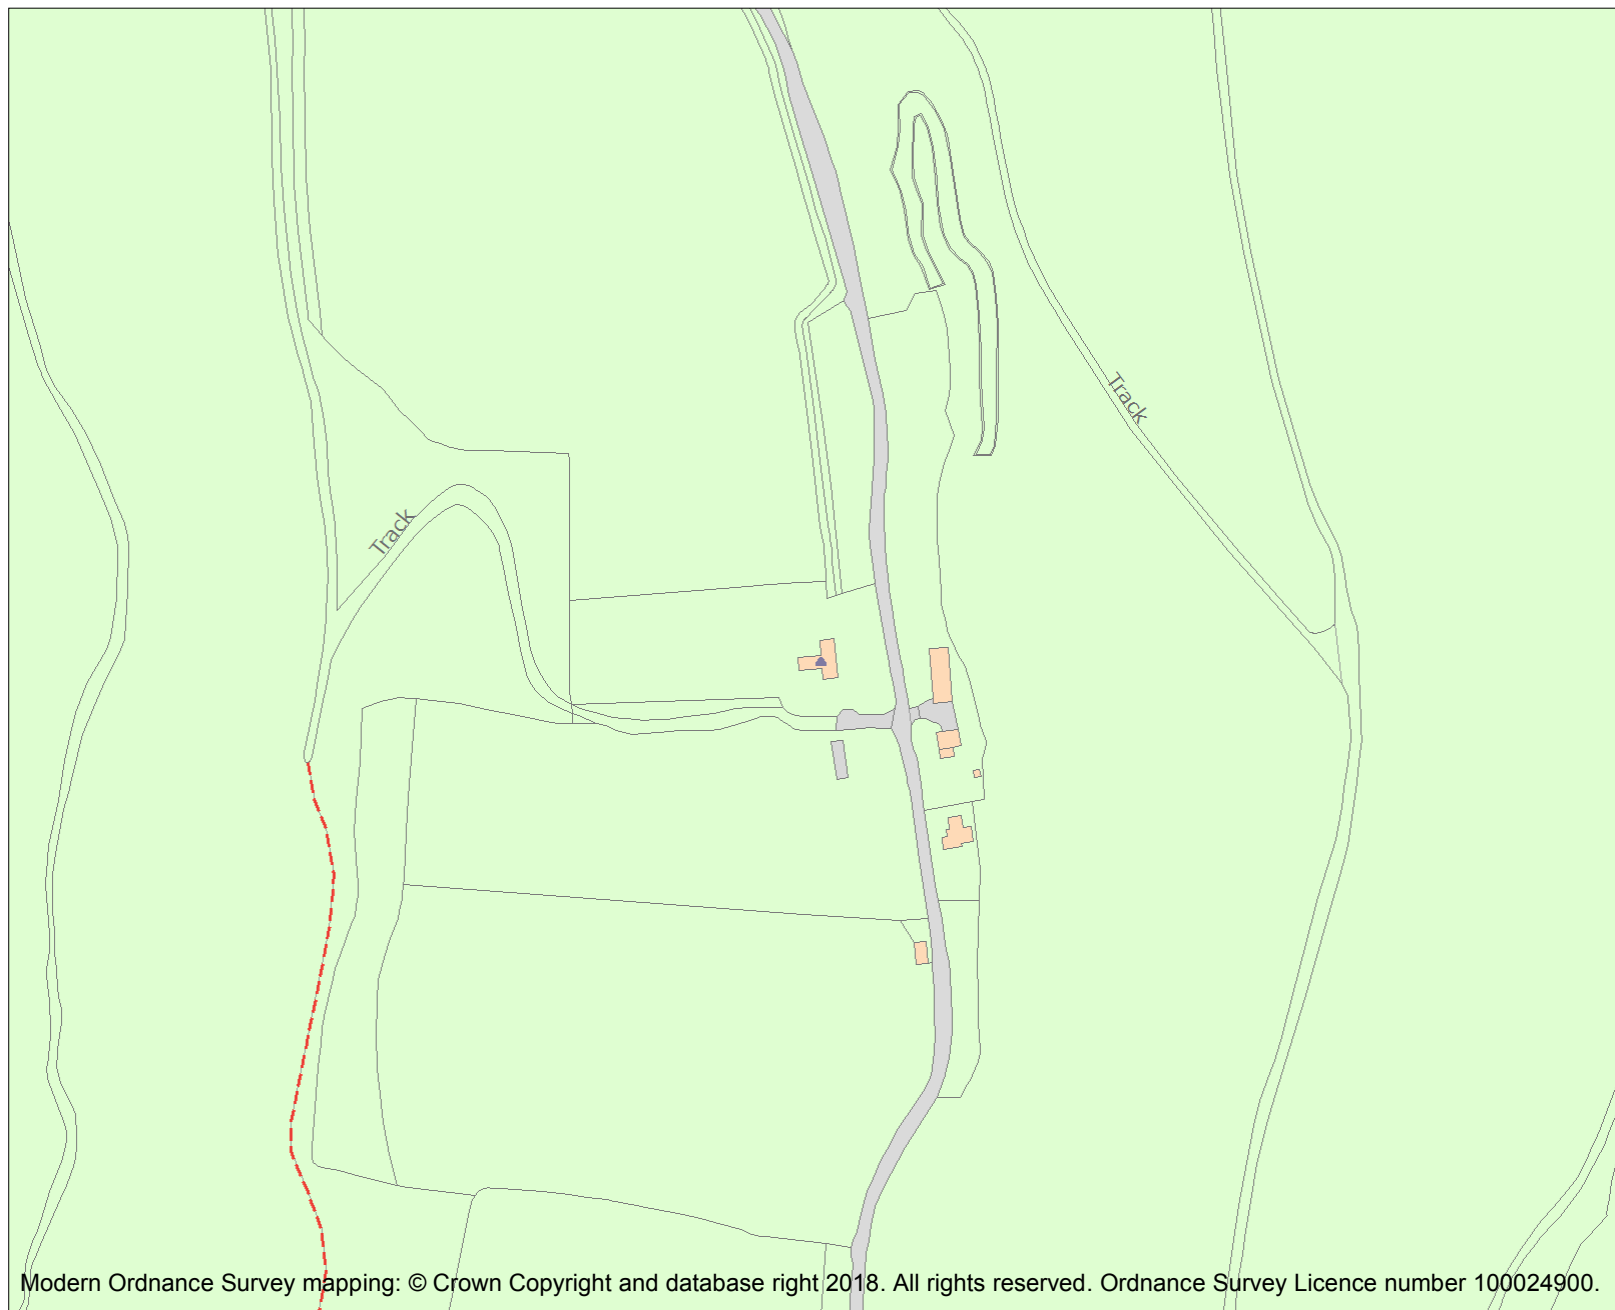 Track
Track
Modern Ordnance Survey mapping: © Crown Copyright and database right 2018. All rights reserved. Ordnance Survey Licence number 100024900.